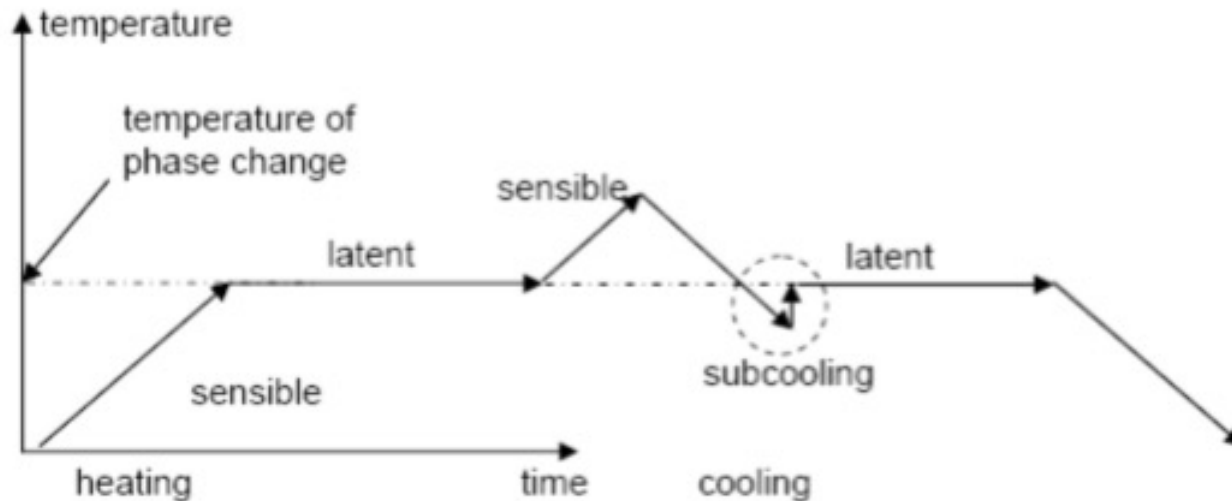 temperature
temperature of
phase change
sensible
latent
latent
subcooling
sensible
heating
time
cooling